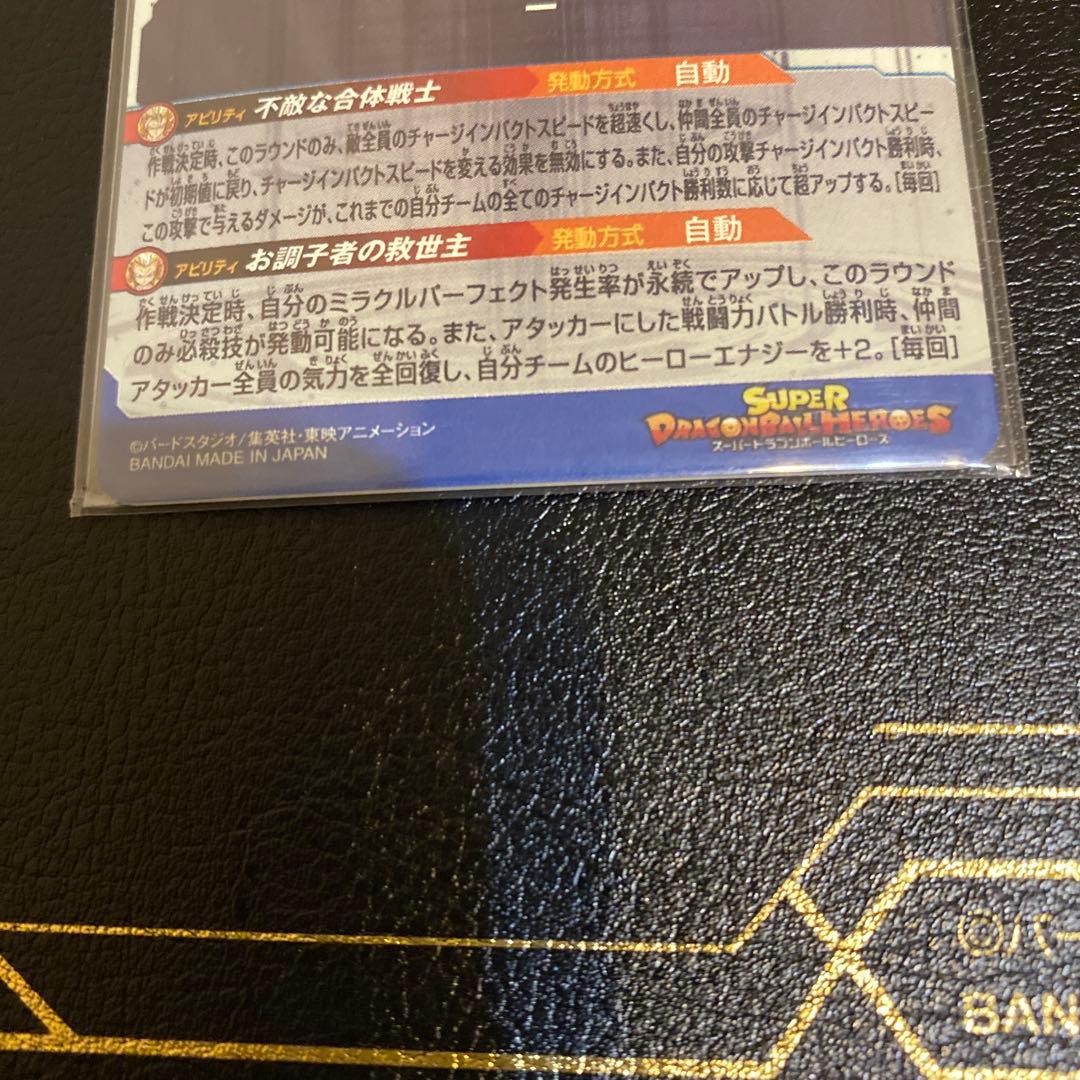 アビリティ 不敵な合体戦士 発動方式 自動
作戦決定時、このラウンドのみ、敵全員のチャージインパクトスピードを超速くし、仲間全員のチャージインパクトスピー
ドが初期値に戻り、チャージインパクトスピードを変える効果を無効にする。また、自分の攻撃チャージインパクト勝利時、
この攻撃で与えるダメージが、これまでの自分チームの全てのチャージインパクト勝利数に応じて超アップする。[毎回]
アビリティ お調子者の救世主 発動方式 自動
作戦決定時、自分のミラクルパーフェクト発生率が永続でアップし、このラウンド
のみ必殺技が発動可能になる。また、アタッカーにした戦闘力バトル勝利時、仲間
アタッカー全員の気力を全回復し、自分チームのヒーローエナジーを+2。[毎回]
SUPER
DRAGONBALL HEROES
スーパードラゴンボールヒーローズ
©バードスタジオ/集英社・東映アニメーション
BANDAI MADE IN JAPAN
©バー
BAN